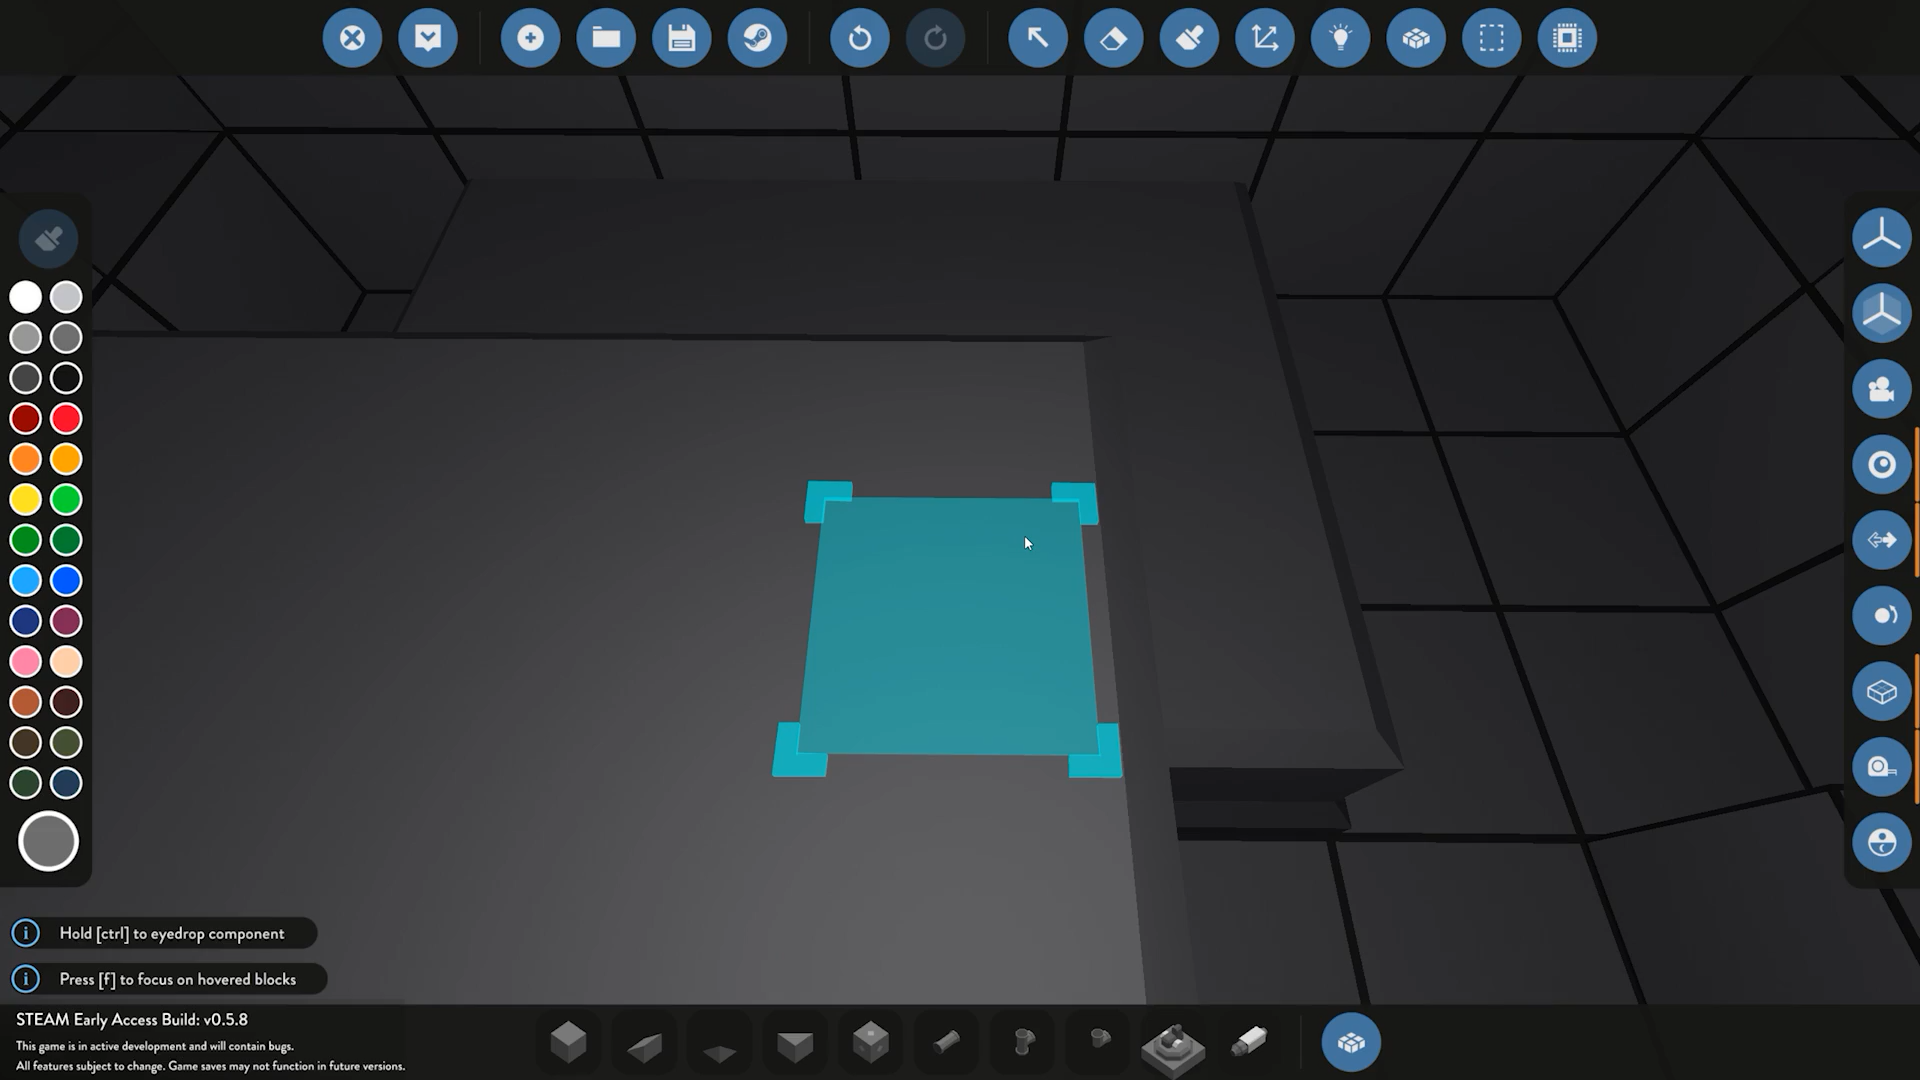 Hold [ctrl] to eyedrop component
Press [f] to focus on hovered blocks
STEAM Early Access Build: v0.5.8
This game is in active development and will contain bugs.
All features subject to change. Game saves may not function in future versions.